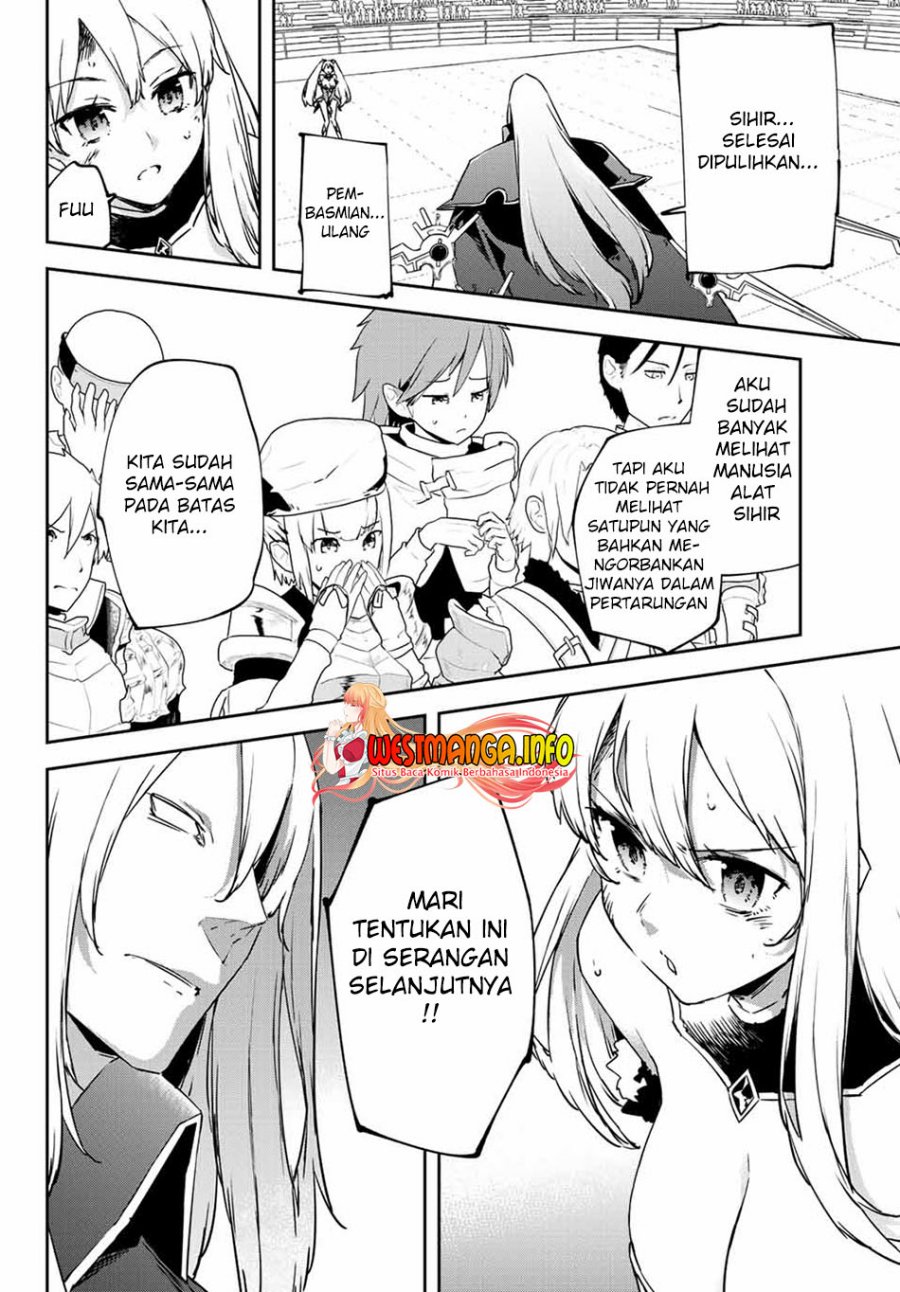 SIHIR...
SELESAI
DIPULIHKAN...
PEM-
BASMIAN...
ULANG
FUU
AKU
SUDAH
BANYAK
MELIHAT
MANUSIA
ALAT
SIHIR
TAPI AKU
TIDAK PERNAH
MELIHAT
SATUPUN YANG
BAHKAN ME-
NGORBANKAN
JIWANYA DALAM
PERTARUNGAN
KITA SUDAH
SAMA-SAMA
PADA BATAS
KITA...
WESTMANGA.INFO
Situs Baca Komik Berbahasa Indonesia
MARI
TENTUKAN INI
DI SERANGAN
SELANJUTNYA
!!